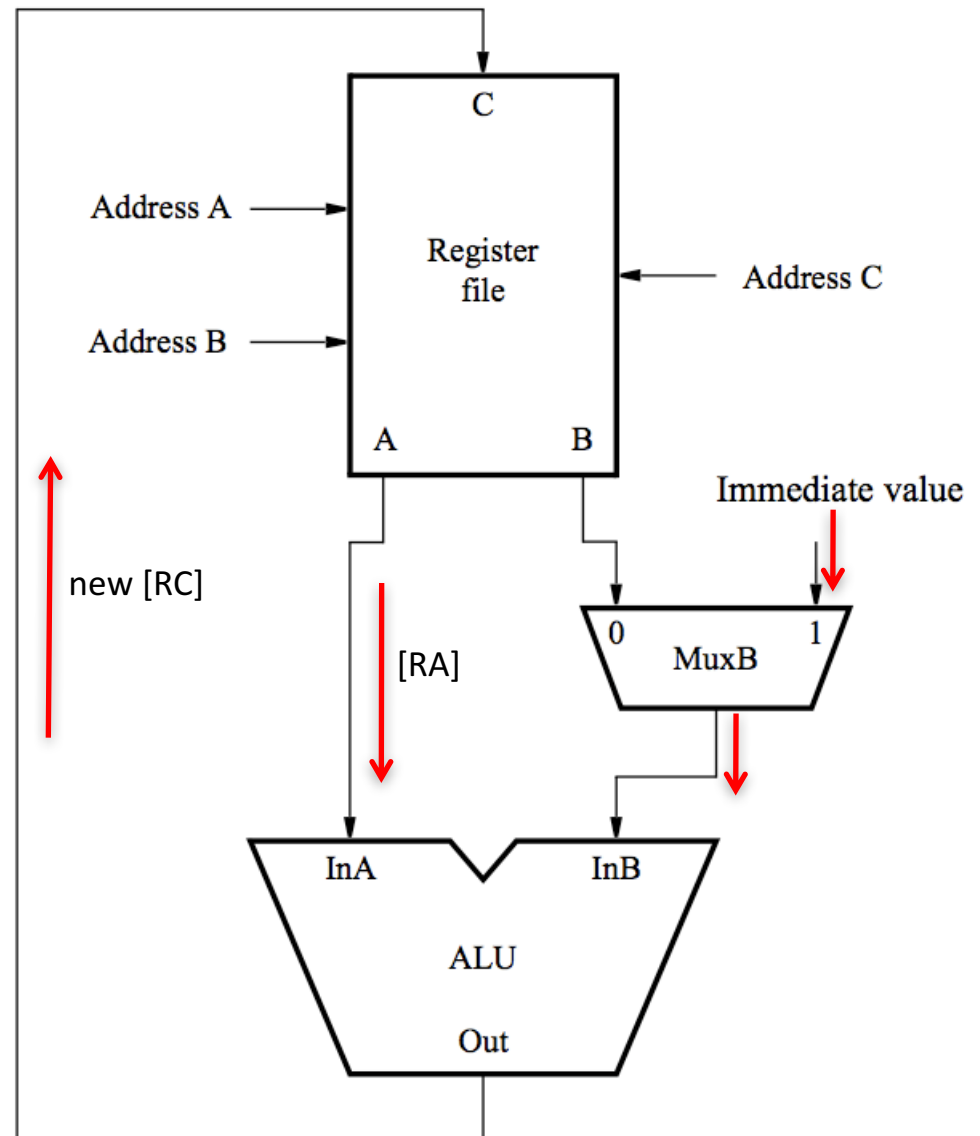 C
Address A
Register
file
Address C
Address B
A
B
Immediate value
new [RC]
0
1
MuxB
[RA]
InA
InB
ALU
Out